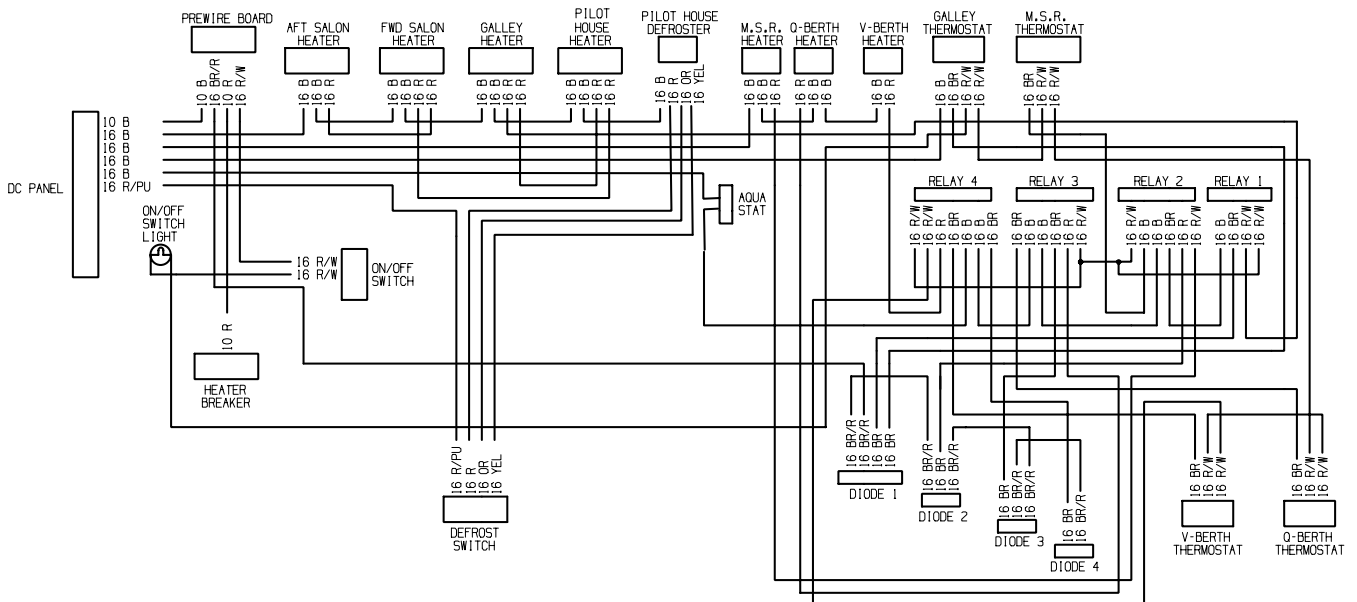 PREWIRE BOARD
AFT SALON
HEATER
FWD SALON
HEATER
GALLEY
HEATER
PILOT
HOUSE
HEATER
PILOT HOUSE
DEFROSTER
M.S.R.
HEATER
Q-BERTH
HEATER
V-BERTH
HEATER
GALLEY
THERMOSTAT
M.S.R.
THERMOSTAT
10 B
16 BR/R
10 R
16 R/W
16 B
16 B
16 R
16 B
16 B
16 R
16 R
16 B
16 B
16 R
16 R
16 B
16 B
16 R
16 R
16 B
16 R
16 OR
16 YEL
16 B
16 B
16 R
16 B
16 B
16 R
16 B
16 R
16 B
16 BR
16 R/W
16 R/W
16 BR
16 R/W
16 R/W
DC PANEL
10 B
16 B
16 B
16 B
16 B
16 R/PU
ON/OFF
SWITCH
LIGHT
16 R/W
16 R/W
ON/OFF
SWITCH
AQUA
STAT
RELAY 4
RELAY 3
RELAY 2
RELAY 1
16 R/W
16 R/W
16 R
16 BR
16 B
16 B
16 BR
16 BR
16 B
16 B
16 BR
16 R
16 R/W
16 R/W
16 B
16 B
16 BR
16 R
16 R/W
16 B
16 BR
16 R/W
16 R/W
10 R
HEATER
BREAKER
16 R/PU
16 R
16 OR
16 YEL
DEFROST
SWITCH
16 BR/R
16 BR/R
16 BR
16 BR
DIODE 1
16 BR/R
16 BR
16 BR/R
DIODE 2
16 BR
16 BR/R
16 BR/R
DIODE 3
16 BR
16 BR/R
DIODE 4
16 BR
16 R/W
16 R/W
V-BERTH
THERMOSTAT
16 BR
16 R/W
16 R/W
Q-BERTH
THERMOSTAT